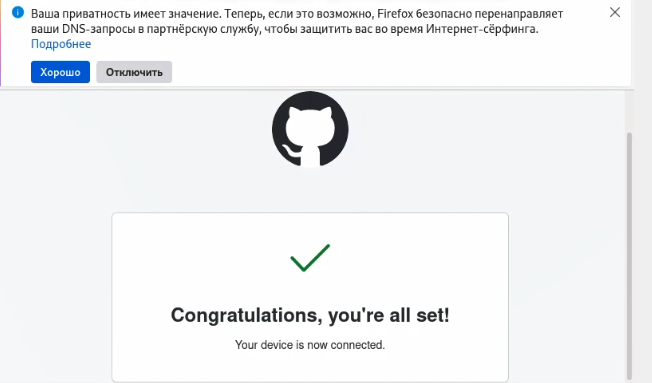 Ваша приватность имеет значение. Теперь, если это возможно, Firefox безопасно перенаправляет
ваши DNS-запросы в партнёрскую службу, чтобы защитить вас во время Интернет-сёрфинга.
Подробнее
Хорошо Отключить
Congratulations, you're all set!
Your device is now connected.